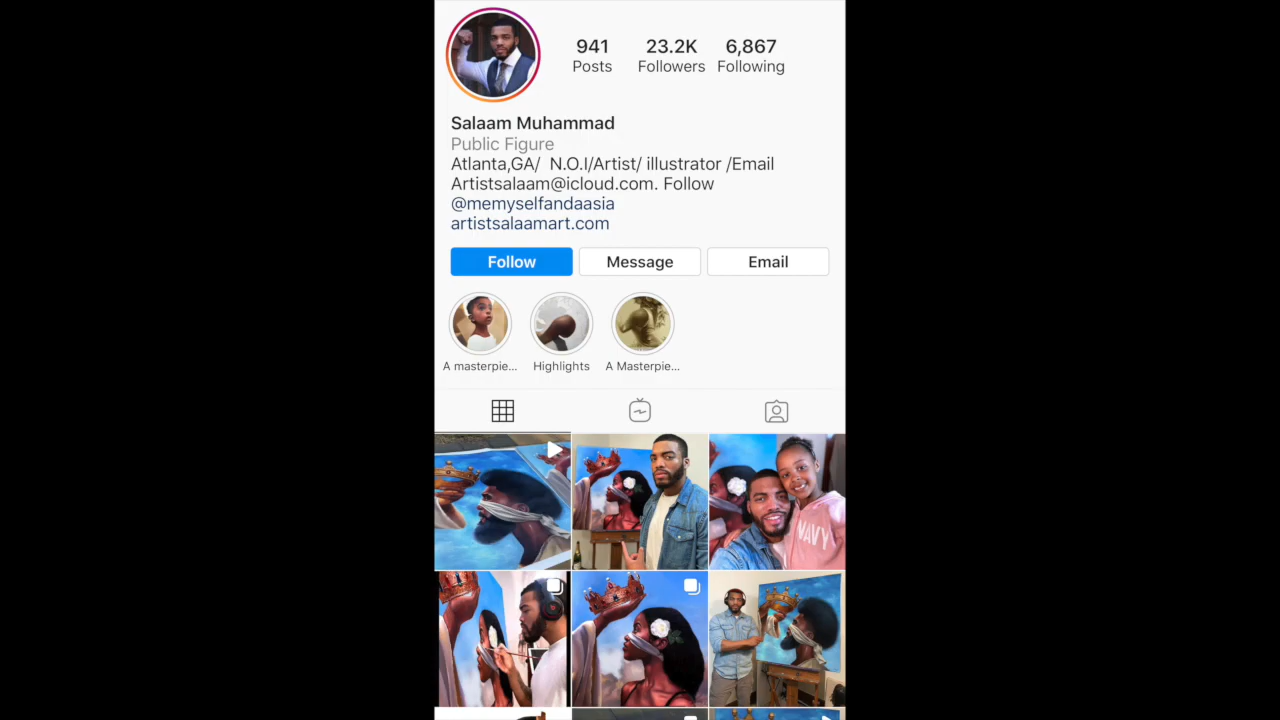 941 23.2K 6,867
Posts Followers Following
Salaam Muhammad
Public Figure
Atlanta,GA/ N.O.I/Artist/ illustrator /Email
Artistsalaam@icloud.com. Follow
@memyselfandaasia
artistsalaamart.com
Follow Message Email
A masterpie... Highlights A Masterpie...
NAVY